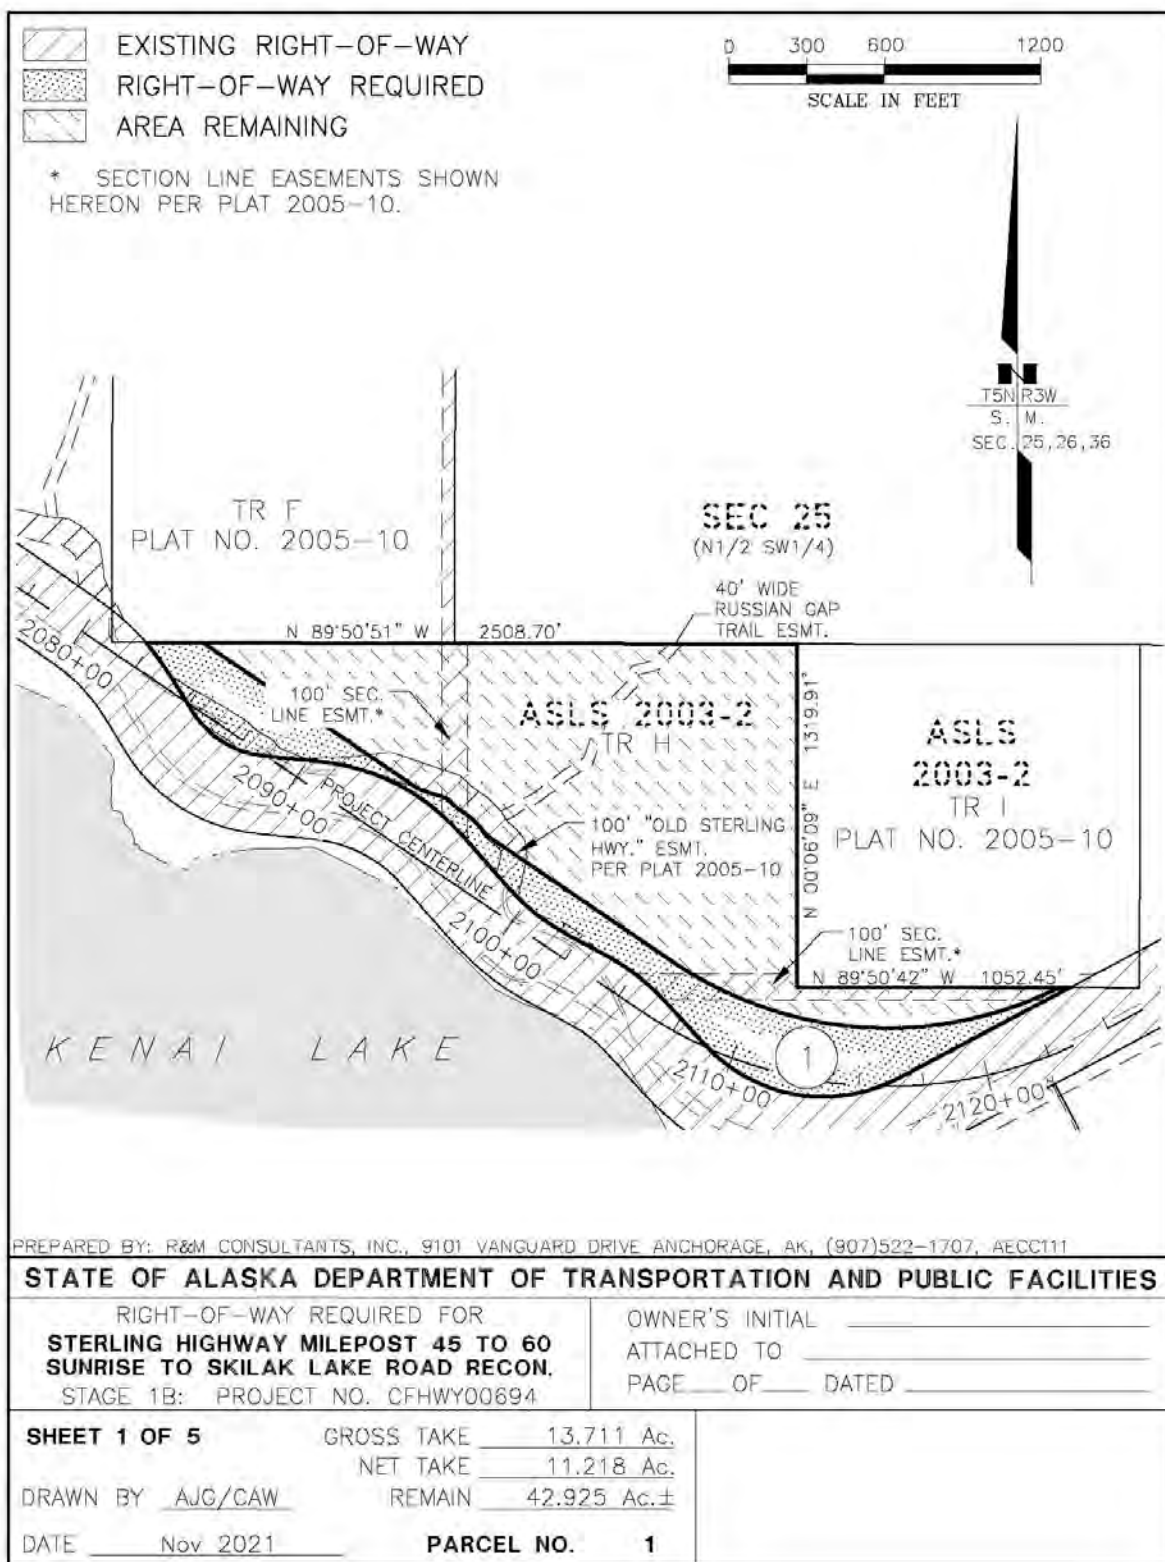 EXISTING RIGHT-OF-WAY
RIGHT-OF-WAY REQUIRED
AREA REMAINING
* SECTION LINE EASEMENTS SHOWN
HEREON PER PLAT 2005-10.
0 300 600 1200
SCALE IN FEET
N
T5N R3W
S. M.
SEC. 25,26,36
TR F
PLAT NO. 2005-10
SEC 25
(N1/2 SW1/4)
40' WIDE
RUSSIAN GAP
TRAIL ESMT.
N 89°50'51" W 2508.70'
2080+00
100' SEC.
LINE ESMT.*
ASLS 2003-2
TR H
N 00°06'09" E 1319.91'
ASLS
2003-2
TR I
PLAT NO. 2005-10
2090+00
PROJECT CENTERLINE
100' "OLD STERLING
HWY." ESMT.
PER PLAT 2005-10
2100+00
100' SEC.
LINE ESMT.*
N 89°50'42" W 1052.45'
KENAI LAKE
1
2110+00
2120+00
PREPARED BY: R&M CONSULTANTS, INC., 9101 VANGUARD DRIVE ANCHORAGE, AK, (907)522-1707, AECC111
STATE OF ALASKA DEPARTMENT OF TRANSPORTATION AND PUBLIC FACILITIES
RIGHT-OF-WAY REQUIRED FOR
STERLING HIGHWAY MILEPOST 45 TO 60
SUNRISE TO SKILAK LAKE ROAD RECON.
STAGE 1B: PROJECT NO. CFHWY00694
OWNER'S INITIAL
ATTACHED TO
PAGE OF DATED
SHEET 1 OF 5
GROSS TAKE 13.711 Ac.
NET TAKE 11.218 Ac.
DRAWN BY AJG/CAW
REMAIN 42.925 Ac.±
DATE Nov 2021
PARCEL NO. 1